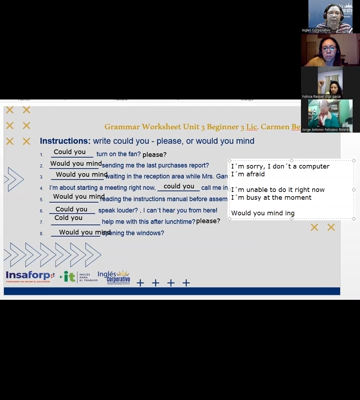 Grammar Worksheet Unit 3 Beginner 3 Lic. Carmen
Instructions: write could you - please, or would you mind
1. Could you turn on the fan? please?
2. Would you mind sending me the last purchases report?
3. Would you mind waiting in the reception area while Mrs.
4. I'm about starting a meeting right now, could you call me in
5. Would you mind reading the instructions manual before
6. Could you speak louder? , I can't hear you from here!
7. Cold you help me with this after lunchtime? please?
8. Would you mind opening the windows?
I´m sorry, I don´t a computer
I´m afraid
I´m unable to do it right now
I´m busy at the moment
Would you mind ing
Insaforp
it
Inglés
corporativo